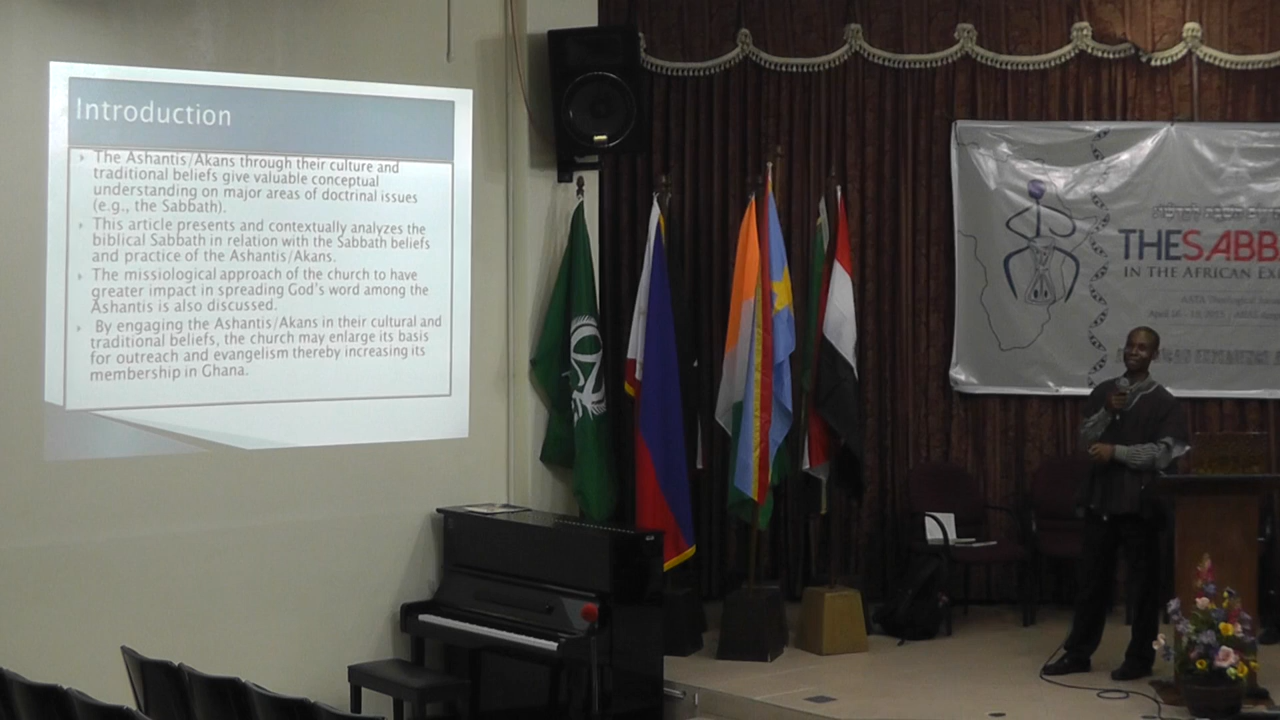 Introduction
The Ashantis/Akans through their culture and
traditional beliefs give valuable conceptual
understanding on major areas of doctrinal issues
(e.g., the Sabbath).
This article presents and contextually analyzes the
biblical Sabbath in relation with the Sabbath beliefs
and practice of the Ashantis/Akans.
The missiological approach of the church to have
greater impact in spreading God's word among the
Ashantis is also discussed.
By engaging the Ashantis/Akans in their cultural and
traditional beliefs, the church may enlarge its basis
for outreach and evangelism thereby increasing its
membership in Ghana.
THESABB
IN THE AFRICAN EX